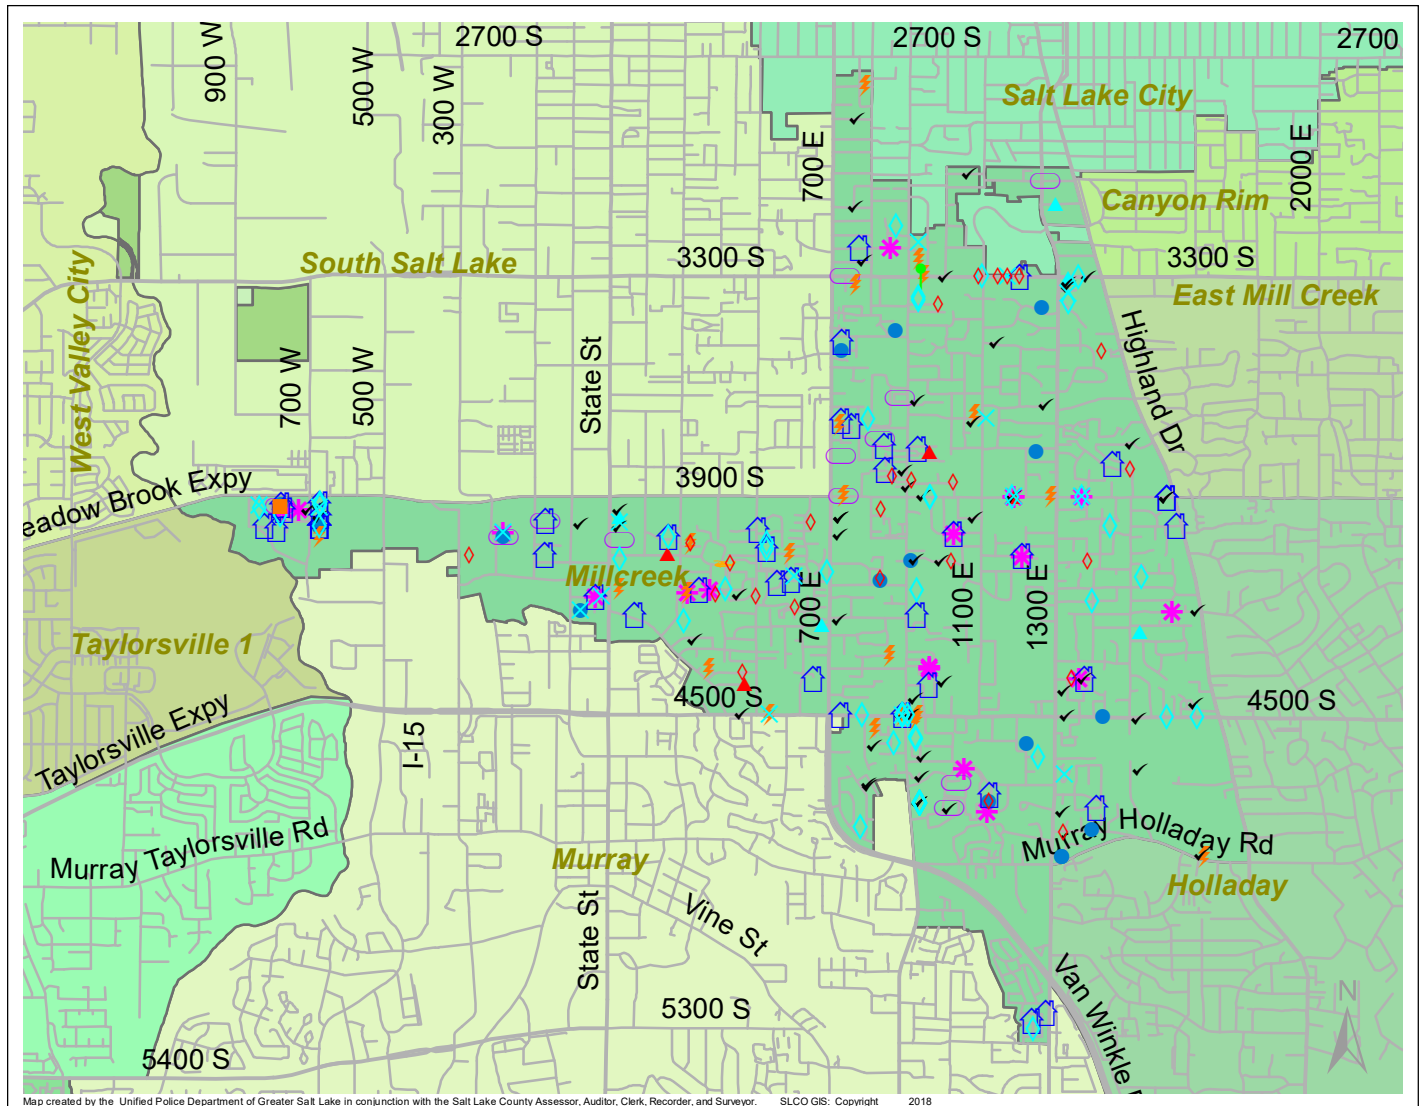 2700 S
2700 S
2700
900 W
500 W
300 W
Salt Lake City
700 E
2000 E
Canyon Rim
South Salt Lake
3300 S
3300 S
East Mill Creek
West Valley City
Highland Dr
700 W
500 W
State St
3900 S
eadow Brook Expy
Millcreek
700 E
1100 E
1300 E
Taylorsville 1
4500 S
4500 S
Taylorsville Expy
I-15
Murray Taylorsville Rd
Murray Holladay Rd
Murray
Holladay
State St
Vine St
Van Winkle
N
5300 S
5400 S
Map created by the Unified Police Department of Greater Salt Lake in conjunction with the Salt Lake County Assessor, Auditor, Clerk, Recorder, and Surveyor. SLCO GIS: Copyright 2018